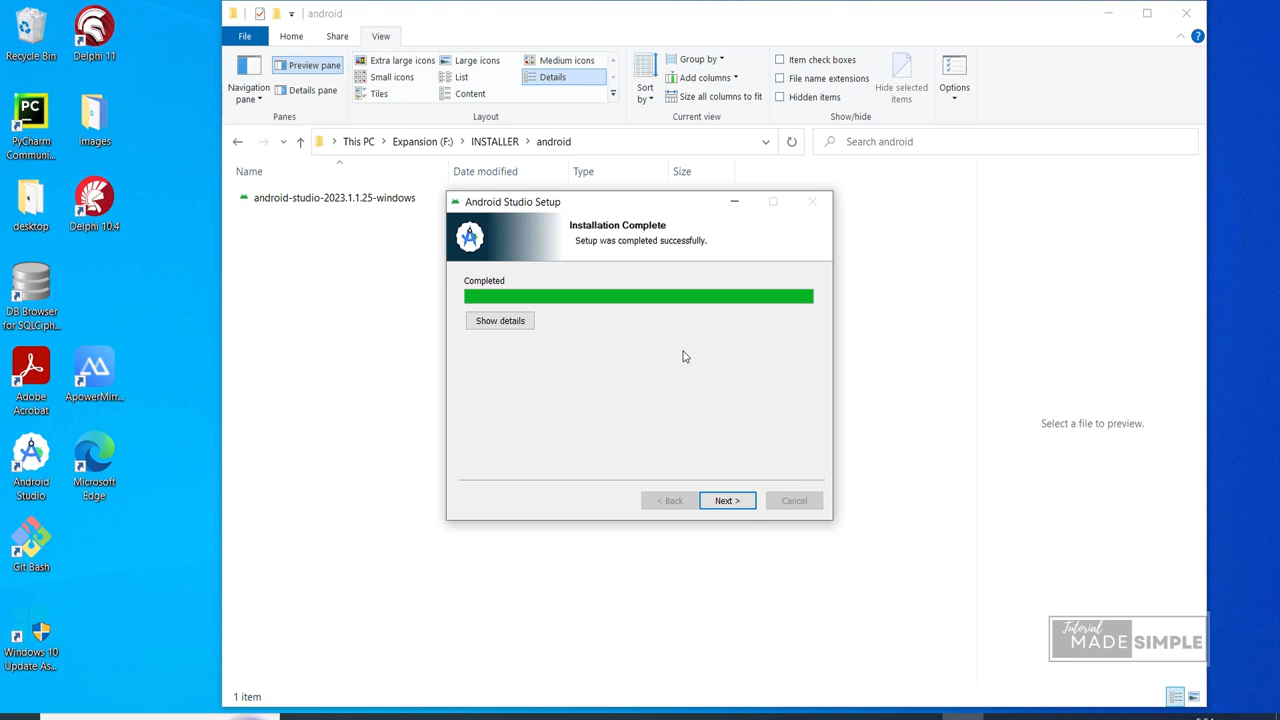 Recycle Bin
Delphi 11
PC
PyCharm
Communi...
images
desktop
Delphi 10.4
DB Browser
for SQLCiph...
Adobe
Acrobat
ApowerMirr...
Android
Studio
Microsoft
Edge
Git Bash
Windows 10
Update As...
android
File
Home
Share
View
Navigation
pane
Preview pane
Details pane
Panes
Extra large icons
Large icons
Medium icons
Small icons
List
Details
Tiles
Content
Layout
Sort
by
Group by
Add columns
Size all columns to fit
Current view
Item check boxes
File name extensions
Hidden items
Hide selected
items
Show/hide
Options
This PC > Expansion (F:) > INSTALLER > android
Search android
Name
Date modified
Type
Size
android-studio-2023.1.1.25-windows
Android Studio Setup
Installation Complete
Setup was completed successfully.
Completed
Show details
< Back
Next >
Cancel
Select a file to preview.
Tutorial
MADE SIMPLE
1 item